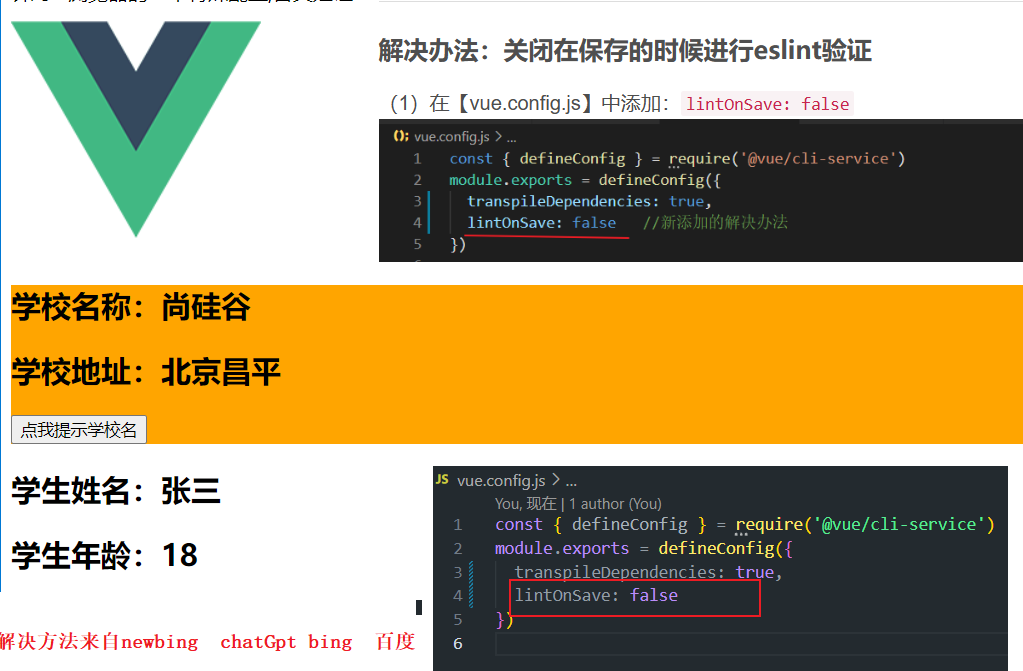 解决办法：关闭在保存的时候进行eslint验证
（1）在【vue.config.js】中添加： lintOnSave: false
vue.config.js > ...
1 const { defineConfig } = require('@vue/cli-service')
2 module.exports = defineConfig({
3 transpileDependencies: true,
4 lintOnSave: false //新添加的解决办法
5 })
学校名称：尚硅谷
学校地址：北京昌平
点我提示学校名
学生姓名：张三
学生年龄：18
JS vue.config.js > ...
You, 现在 | 1 author (You)
1 const { defineConfig } = require('@vue/cli-service')
2 module.exports = defineConfig({
3 transpileDependencies: true,
4 lintOnSave: false
5 })
6
解决方法来自newbing chatGpt bing 百度